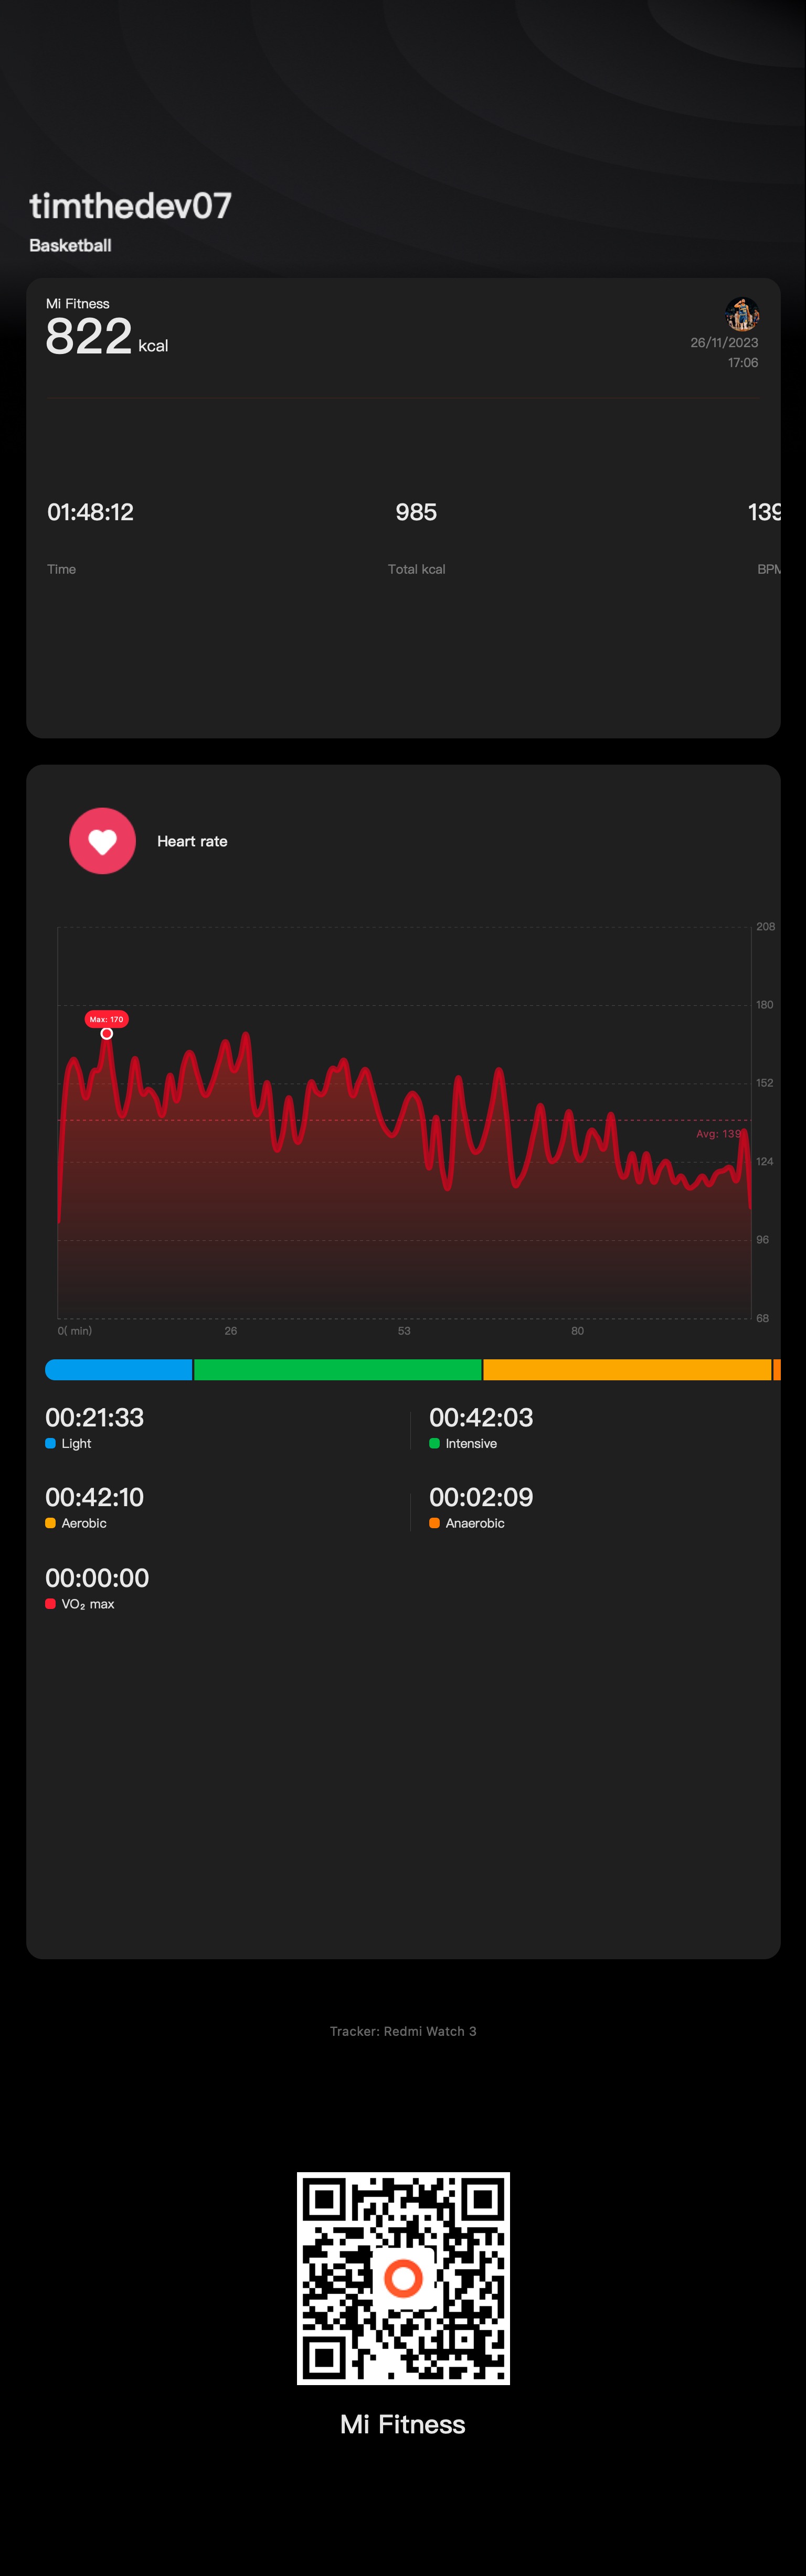 timthedev07
Basketball
Mi Fitness
822 kcal
26/11/2023
17:06
01:48:12 985 139
Time Total kcal BPM
Heart rate
208
180
Max: 170
152
Avg: 139
124
96
68
0( min) 26 53 80
00:21:33 00:42:03
Light Intensive
00:42:10 00:02:09
Aerobic Anaerobic
00:00:00
VO₂ max
Tracker: Redmi Watch 3
Mi Fitness